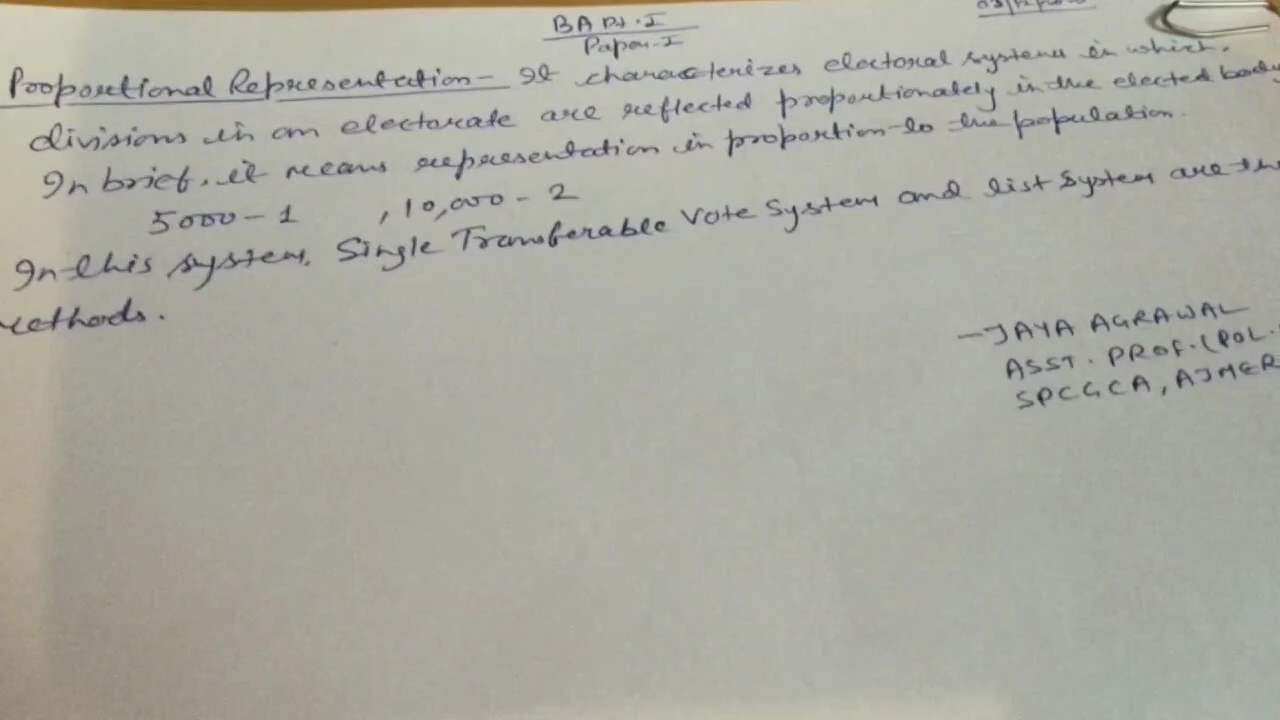 BA Pt. I
Paper-I
Proportional Representation - It characterizes electoral systems in which
divisions in an electorate are reflected proportionately in the elected body
In brief, it means representation in proportion to the population.
5000 - 1 , 10,000 - 2
In this system, Single Transferable Vote System and list System are the
methods.
- JAYA AGRAWAL
ASST. PROF. (POL.
SPCGCA, AJMER